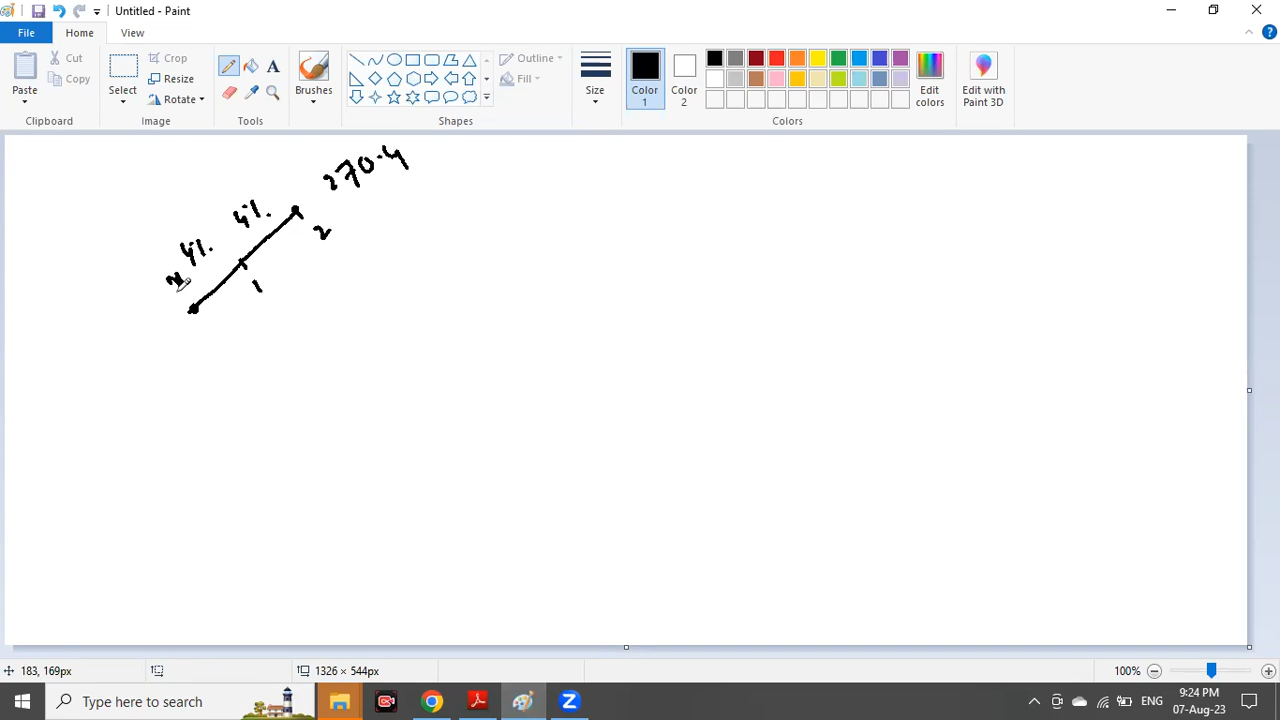 Untitled - Paint
File Home View
Paste
Cut
Copy
Clipboard
Select
Crop
Resize
Rotate
Image
Tools
Brushes
Shapes
Outline
Fill
Size
Color 1
Color 2
Colors
Edit colors
Edit with Paint 3D
270.4
4%.
4%.
2
x
1
183, 169px
1326 × 544px
100%
Type here to search
ENG
9:24 PM
07-Aug-23